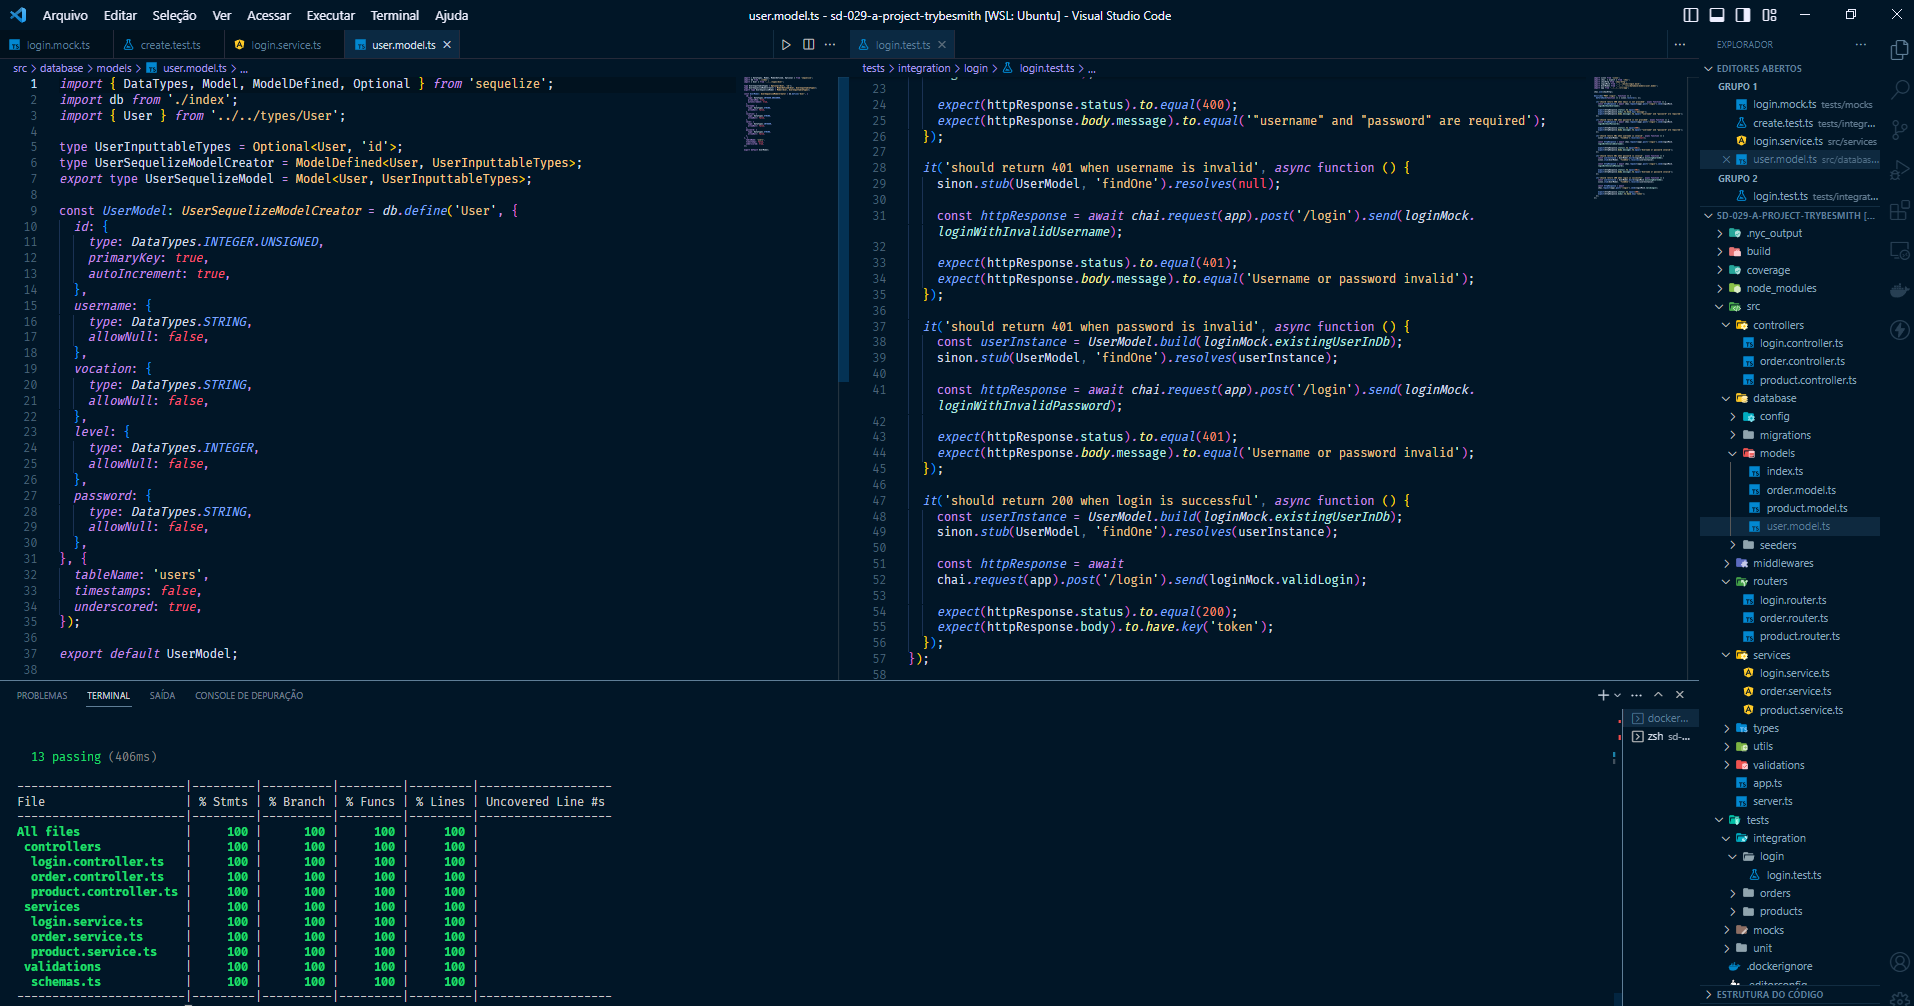 Arquivo Editar Seleção Ver Acessar Executar Terminal Ajuda
user.model.ts - sd-029-a-project-trybesmith [WSL: Ubuntu] - Visual Studio Code
login.mock.ts create.test.ts login.service.ts user.model.ts
src > database > models > user.model.ts > ...
1 import { DataTypes, Model, ModelDefined, Optional } from 'sequelize';
2 import db from './index';
3 import { User } from '../../types/User';
4
5 type UserInputtableTypes = Optional<User, 'id'>;
6 type UserSequelizeModelCreator = ModelDefined<User, UserInputtableTypes>;
7 export type UserSequelizeModel = Model<User, UserInputtableTypes>;
8
9 const UserModel: UserSequelizeModelCreator = db.define('User', {
10 id: {
11 type: DataTypes.INTEGER.UNSIGNED,
12 primaryKey: true,
13 autoIncrement: true,
14 },
15 username: {
16 type: DataTypes.STRING,
17 allowNull: false,
18 },
19 vocation: {
20 type: DataTypes.STRING,
21 allowNull: false,
22 },
23 level: {
24 type: DataTypes.INTEGER,
25 allowNull: false,
26 },
27 password: {
28 type: DataTypes.STRING,
29 allowNull: false,
30 },
31 }, {
32 tableName: 'users',
33 timestamps: false,
34 underscored: true,
35 });
36
37 export default UserModel;
38
login.test.ts
tests > integration > login > login.test.ts > ...
23
24 expect(httpResponse.status).to.equal(400);
25 expect(httpResponse.body.message).to.equal('"username" and "password" are required');
26 });
27
28 it('should return 401 when username is invalid', async function () {
29 sinon.stub(UserModel, 'findOne').resolves(null);
30
31 const httpResponse = await chai.request(app).post('/login').send(loginMock.
loginWithInvalidUsername);
32
33 expect(httpResponse.status).to.equal(401);
34 expect(httpResponse.body.message).to.equal('Username or password invalid');
35 });
36
37 it('should return 401 when password is invalid', async function () {
38 const userInstance = UserModel.build(loginMock.existingUserInDb);
39 sinon.stub(UserModel, 'findOne').resolves(userInstance);
40
41 const httpResponse = await chai.request(app).post('/login').send(loginMock.
loginWithInvalidPassword);
42
43 expect(httpResponse.status).to.equal(401);
44 expect(httpResponse.body.message).to.equal('Username or password invalid');
45 });
46
47 it('should return 200 when login is successful', async function () {
48 const userInstance = UserModel.build(loginMock.existingUserInDb);
49 sinon.stub(UserModel, 'findOne').resolves(userInstance);
50
51 const httpResponse = await
52 chai.request(app).post('/login').send(loginMock.validLogin);
53
54 expect(httpResponse.status).to.equal(200);
55 expect(httpResponse.body).to.have.key('token');
56 });
57 });
58
PROBLEMAS TERMINAL SAÍDA CONSOLE DE DEPURAÇÃO
13 passing (406ms)
File | % Stmts | % Branch | % Funcs | % Lines | Uncovered Line #s
All files | 100 | 100 | 100 | 100 |
controllers | 100 | 100 | 100 | 100 |
login.controller.ts | 100 | 100 | 100 | 100 |
order.controller.ts | 100 | 100 | 100 | 100 |
product.controller.ts | 100 | 100 | 100 | 100 |
services | 100 | 100 | 100 | 100 |
login.service.ts | 100 | 100 | 100 | 100 |
order.service.ts | 100 | 100 | 100 | 100 |
product.service.ts | 100 | 100 | 100 | 100 |
validations | 100 | 100 | 100 | 100 |
schemas.ts | 100 | 100 | 100 | 100 |
docker...
zsh sd-...
EXPLORADOR
EDITORES ABERTOS
GRUPO 1
login.mock.ts tests/mocks
create.test.ts tests/integr...
login.service.ts src/services
user.model.ts src/databas...
GRUPO 2
login.test.ts tests/integrat...
SD-029-A-PROJECT-TRYBESMITH [...
.nyc_output
build
coverage
node_modules
src
controllers
login.controller.ts
order.controller.ts
product.controller.ts
database
config
migrations
models
index.ts
order.model.ts
product.model.ts
user.model.ts
seeders
middlewares
routers
login.router.ts
order.router.ts
product.router.ts
services
login.service.ts
order.service.ts
product.service.ts
types
utils
validations
app.ts
server.ts
tests
integration
login
login.test.ts
orders
products
mocks
unit
.dockerignore
.editorconfig
ESTRUTURA DO CÓDIGO